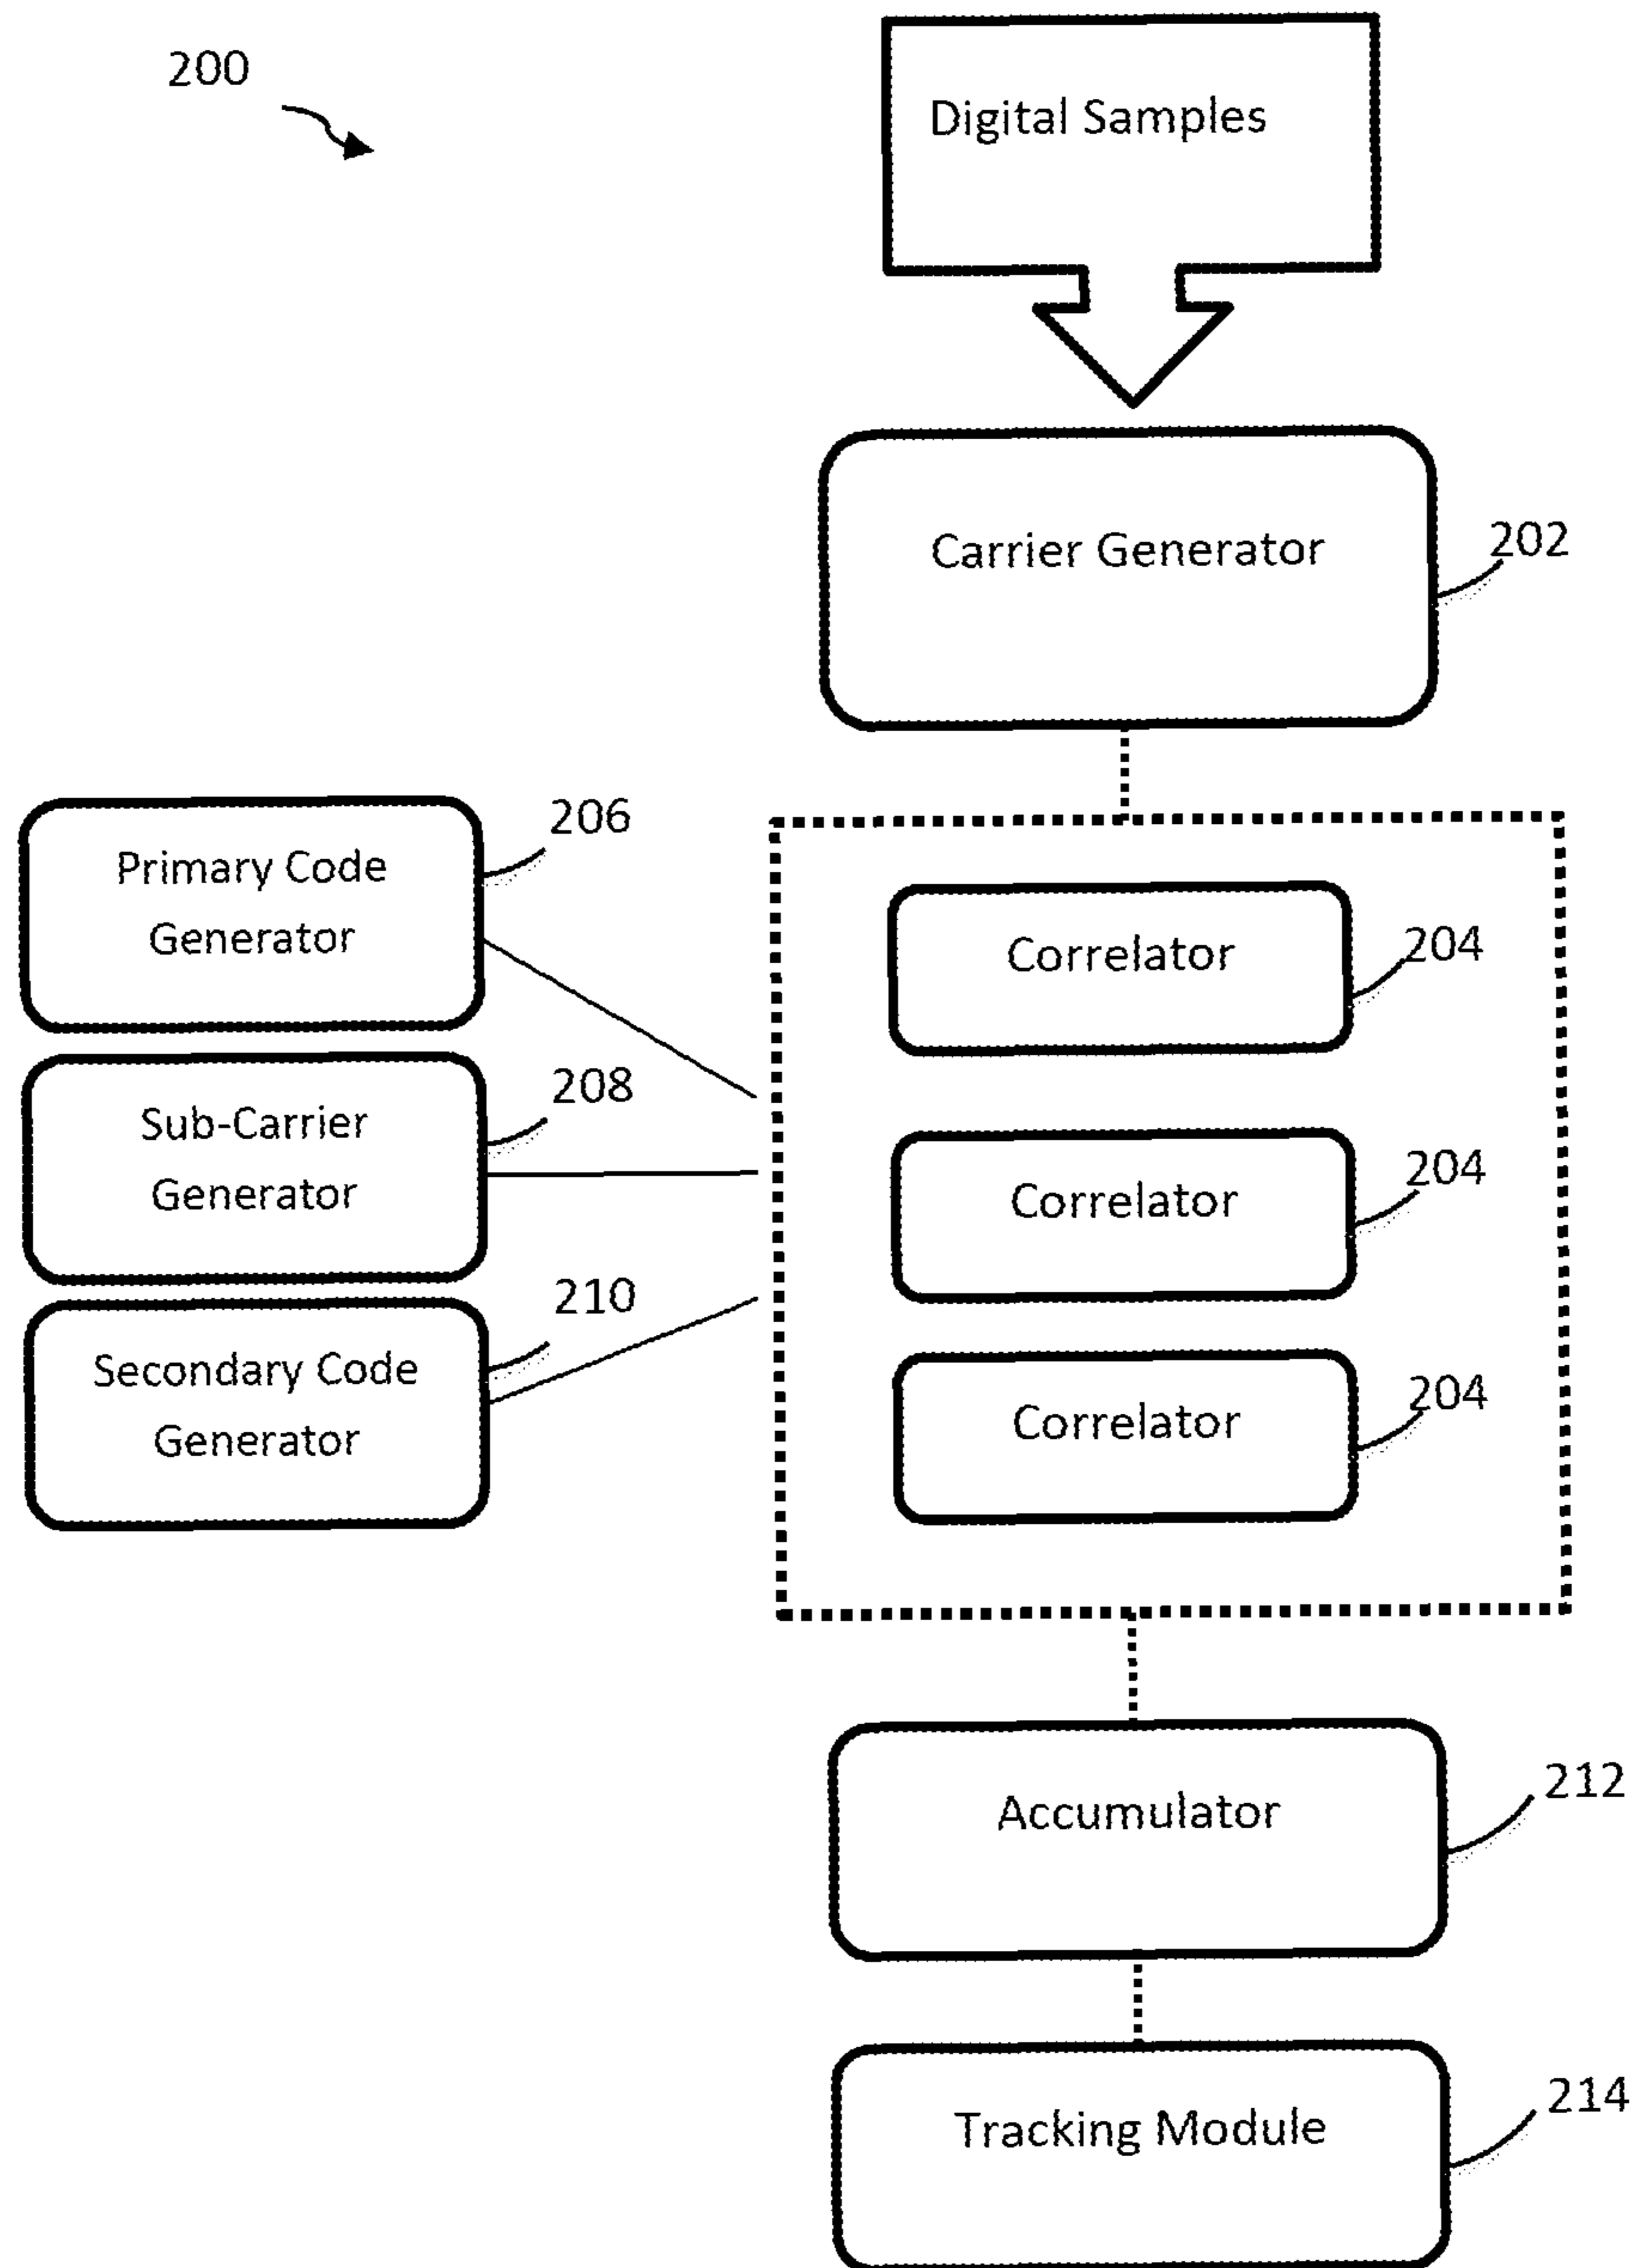 200
Digital Samples
Carrier Generator
202
Primary Code
Generator
206
Sub-Carrier
Generator
208
Secondary Code
Generator
210
Correlator
204
Correlator
204
Correlator
204
Accumulator
212
Tracking Module
214